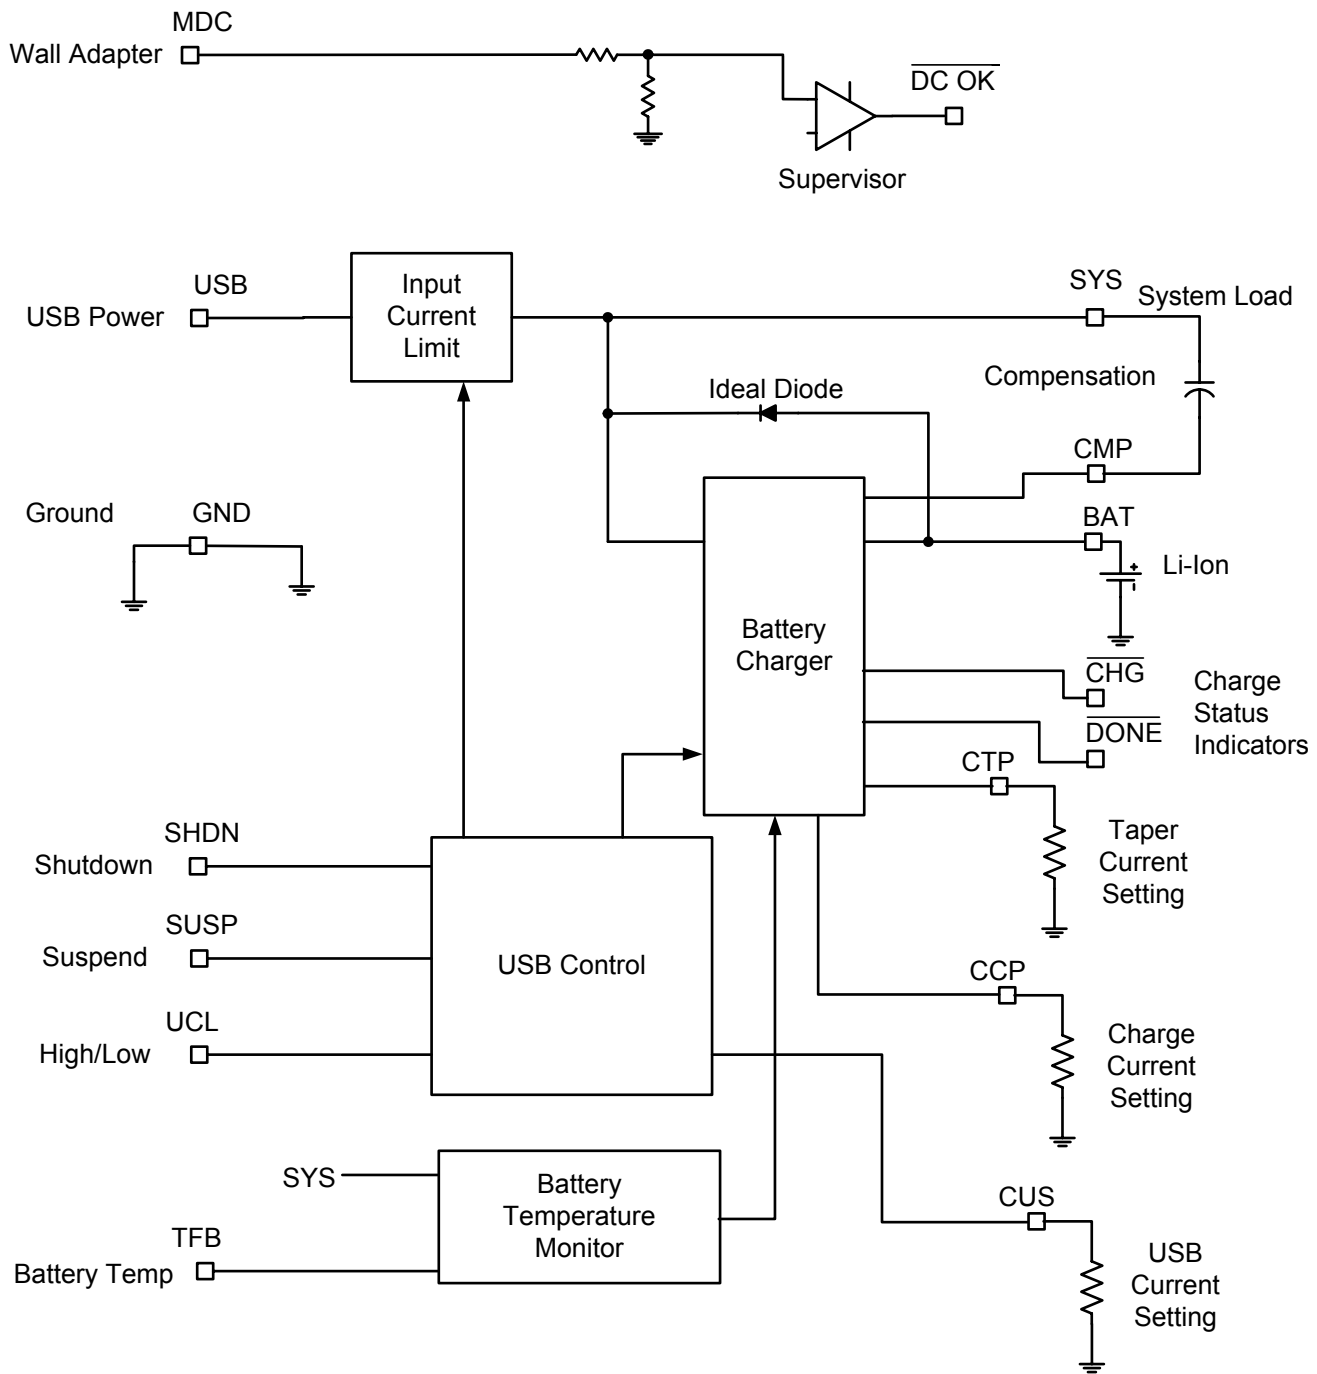 MDC
Wall Adapter
DC OK
Supervisor
USB
USB Power
Input
Current
Limit
SYS
System Load
Ideal Diode
Compensation
CMP
Ground
GND
BAT
Li-Ion
+
-
Battery
Charger
CHG
DONE
Charge
Status
Indicators
CTP
Taper
Current
Setting
SHDN
Shutdown
SUSP
Suspend
UCL
High/Low
USB Control
CCP
Charge
Current
Setting
SYS
TFB
Battery Temp
Battery
Temperature
Monitor
CUS
USB
Current
Setting